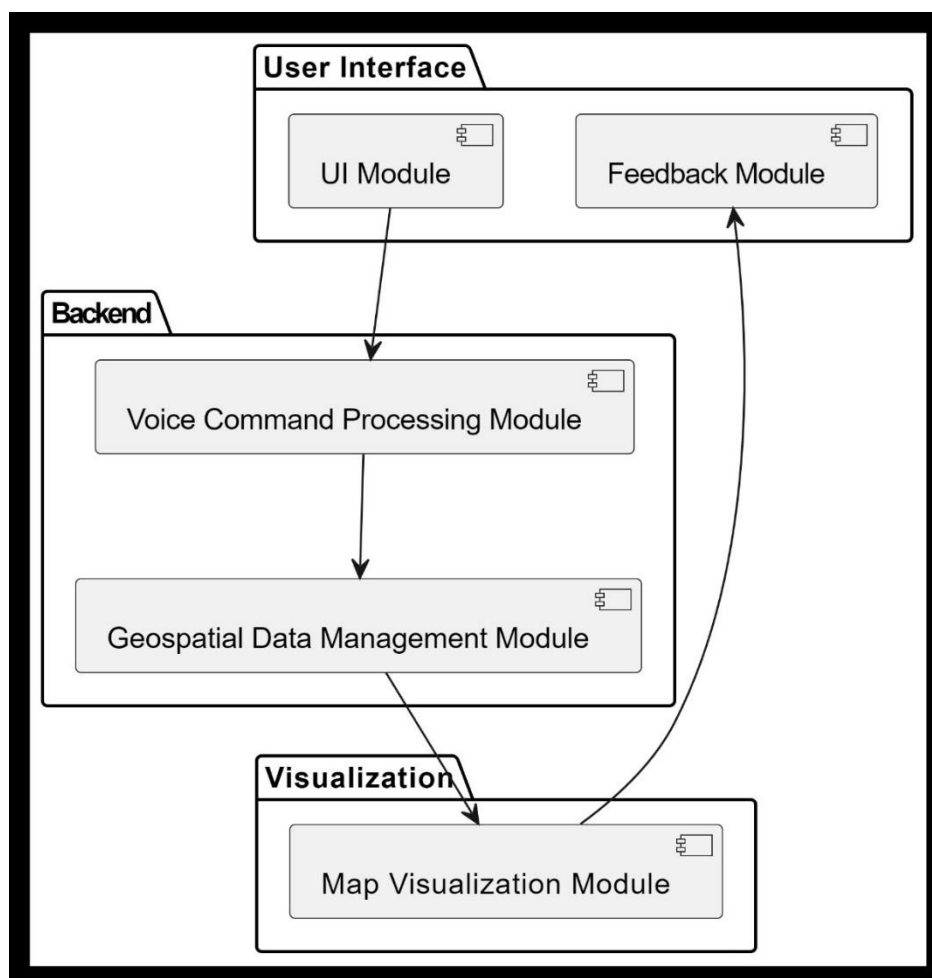 User Interface
UI Module
Feedback Module
Backend
Voice Command Processing Module
Geospatial Data Management Module
Visualization
Map Visualization Module